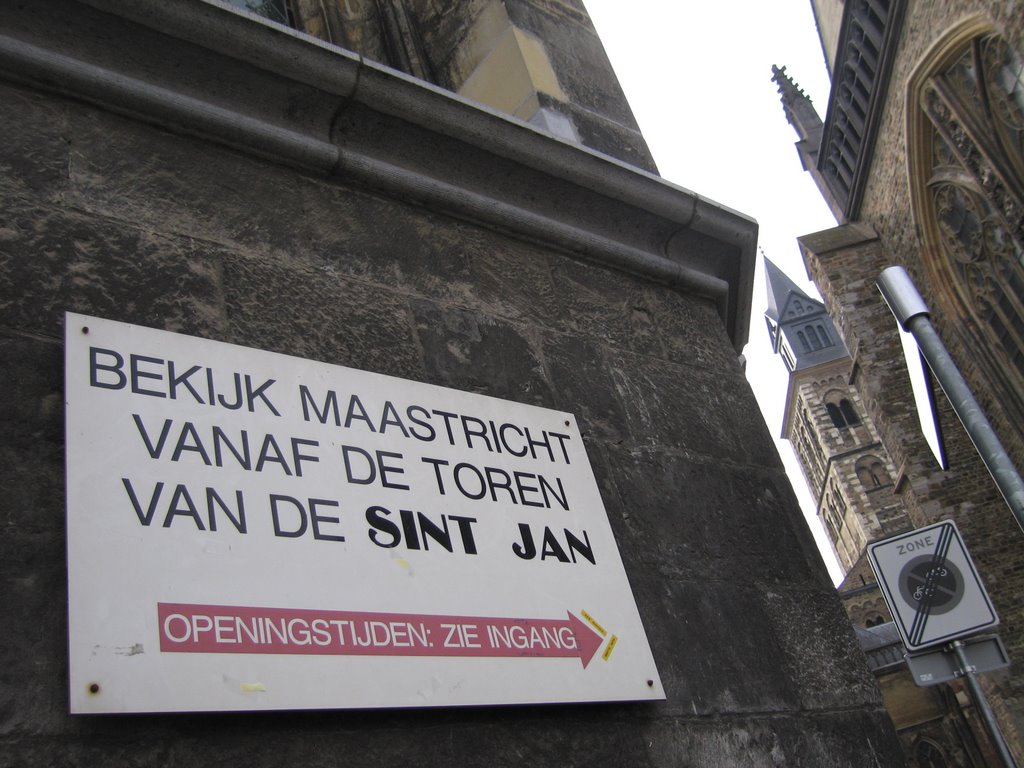 BEKIJK MAASTRICHT
VANAF DE TOREN
VAN DE SINT JAN
OPENINGSTIJDEN: ZIE INGANG
ZONE